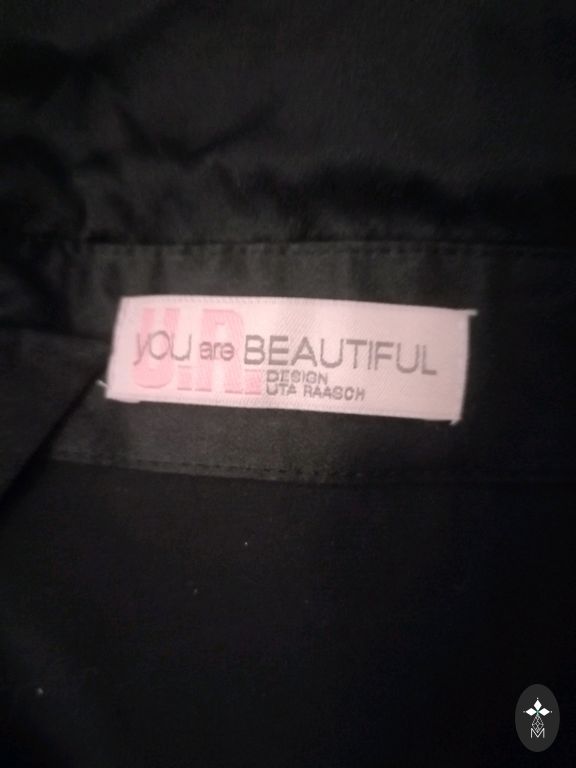 U.R.
yOU are BEAUTIFUL
DESIGN
UTA RAASCH
M